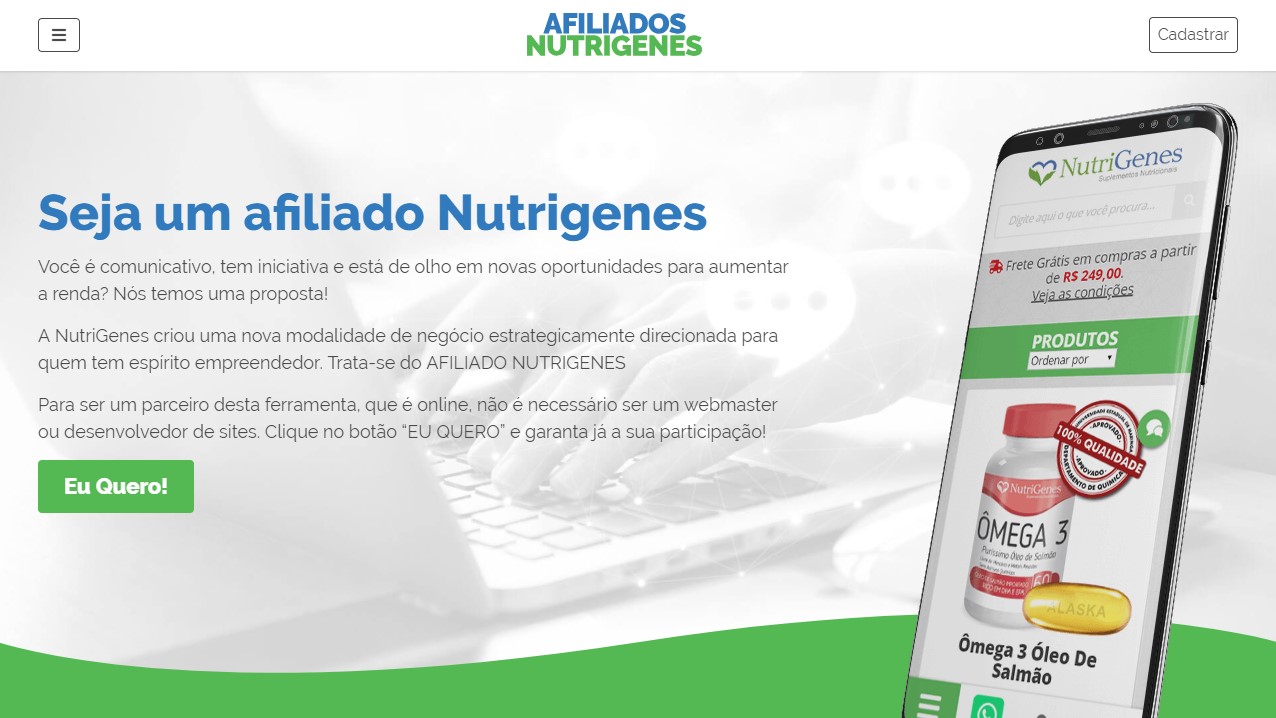 AFILIADOS
NUTRIGENES
Cadastrar
Seja um afiliado Nutrigenes
Você é comunicativo, tem iniciativa e está de olho em novas oportunidades para aumentar
a renda? Nós temos uma proposta!
A NutriGenes criou uma nova modalidade de negócio estrategicamente direcionada para
quem tem espírito empreendedor. Trata-se do AFILIADO NUTRIGENES
Para ser um parceiro desta ferramenta, que é online, não é necessário ser um webmaster
ou desenvolvedor de sites. Clique no botão “EU QUERO” e garanta já a sua participação!
Eu Quero!
NutriGenes
Suplementos Nutricionais
Digite aqui o que você procura...
Frete Grátis em compras a partir
de R$ 249,00.
Veja as condições
PRODUTOS
Ordenar por
APROVADO
100% QUALIDADE
APROVADO
DEPARTAMENTO DE QUIMICA
NutriGenes
ÔMEGA 3
Puríssimo Óleo de Salmão
60
ALASKA
Ômega 3 Óleo De
Salmão